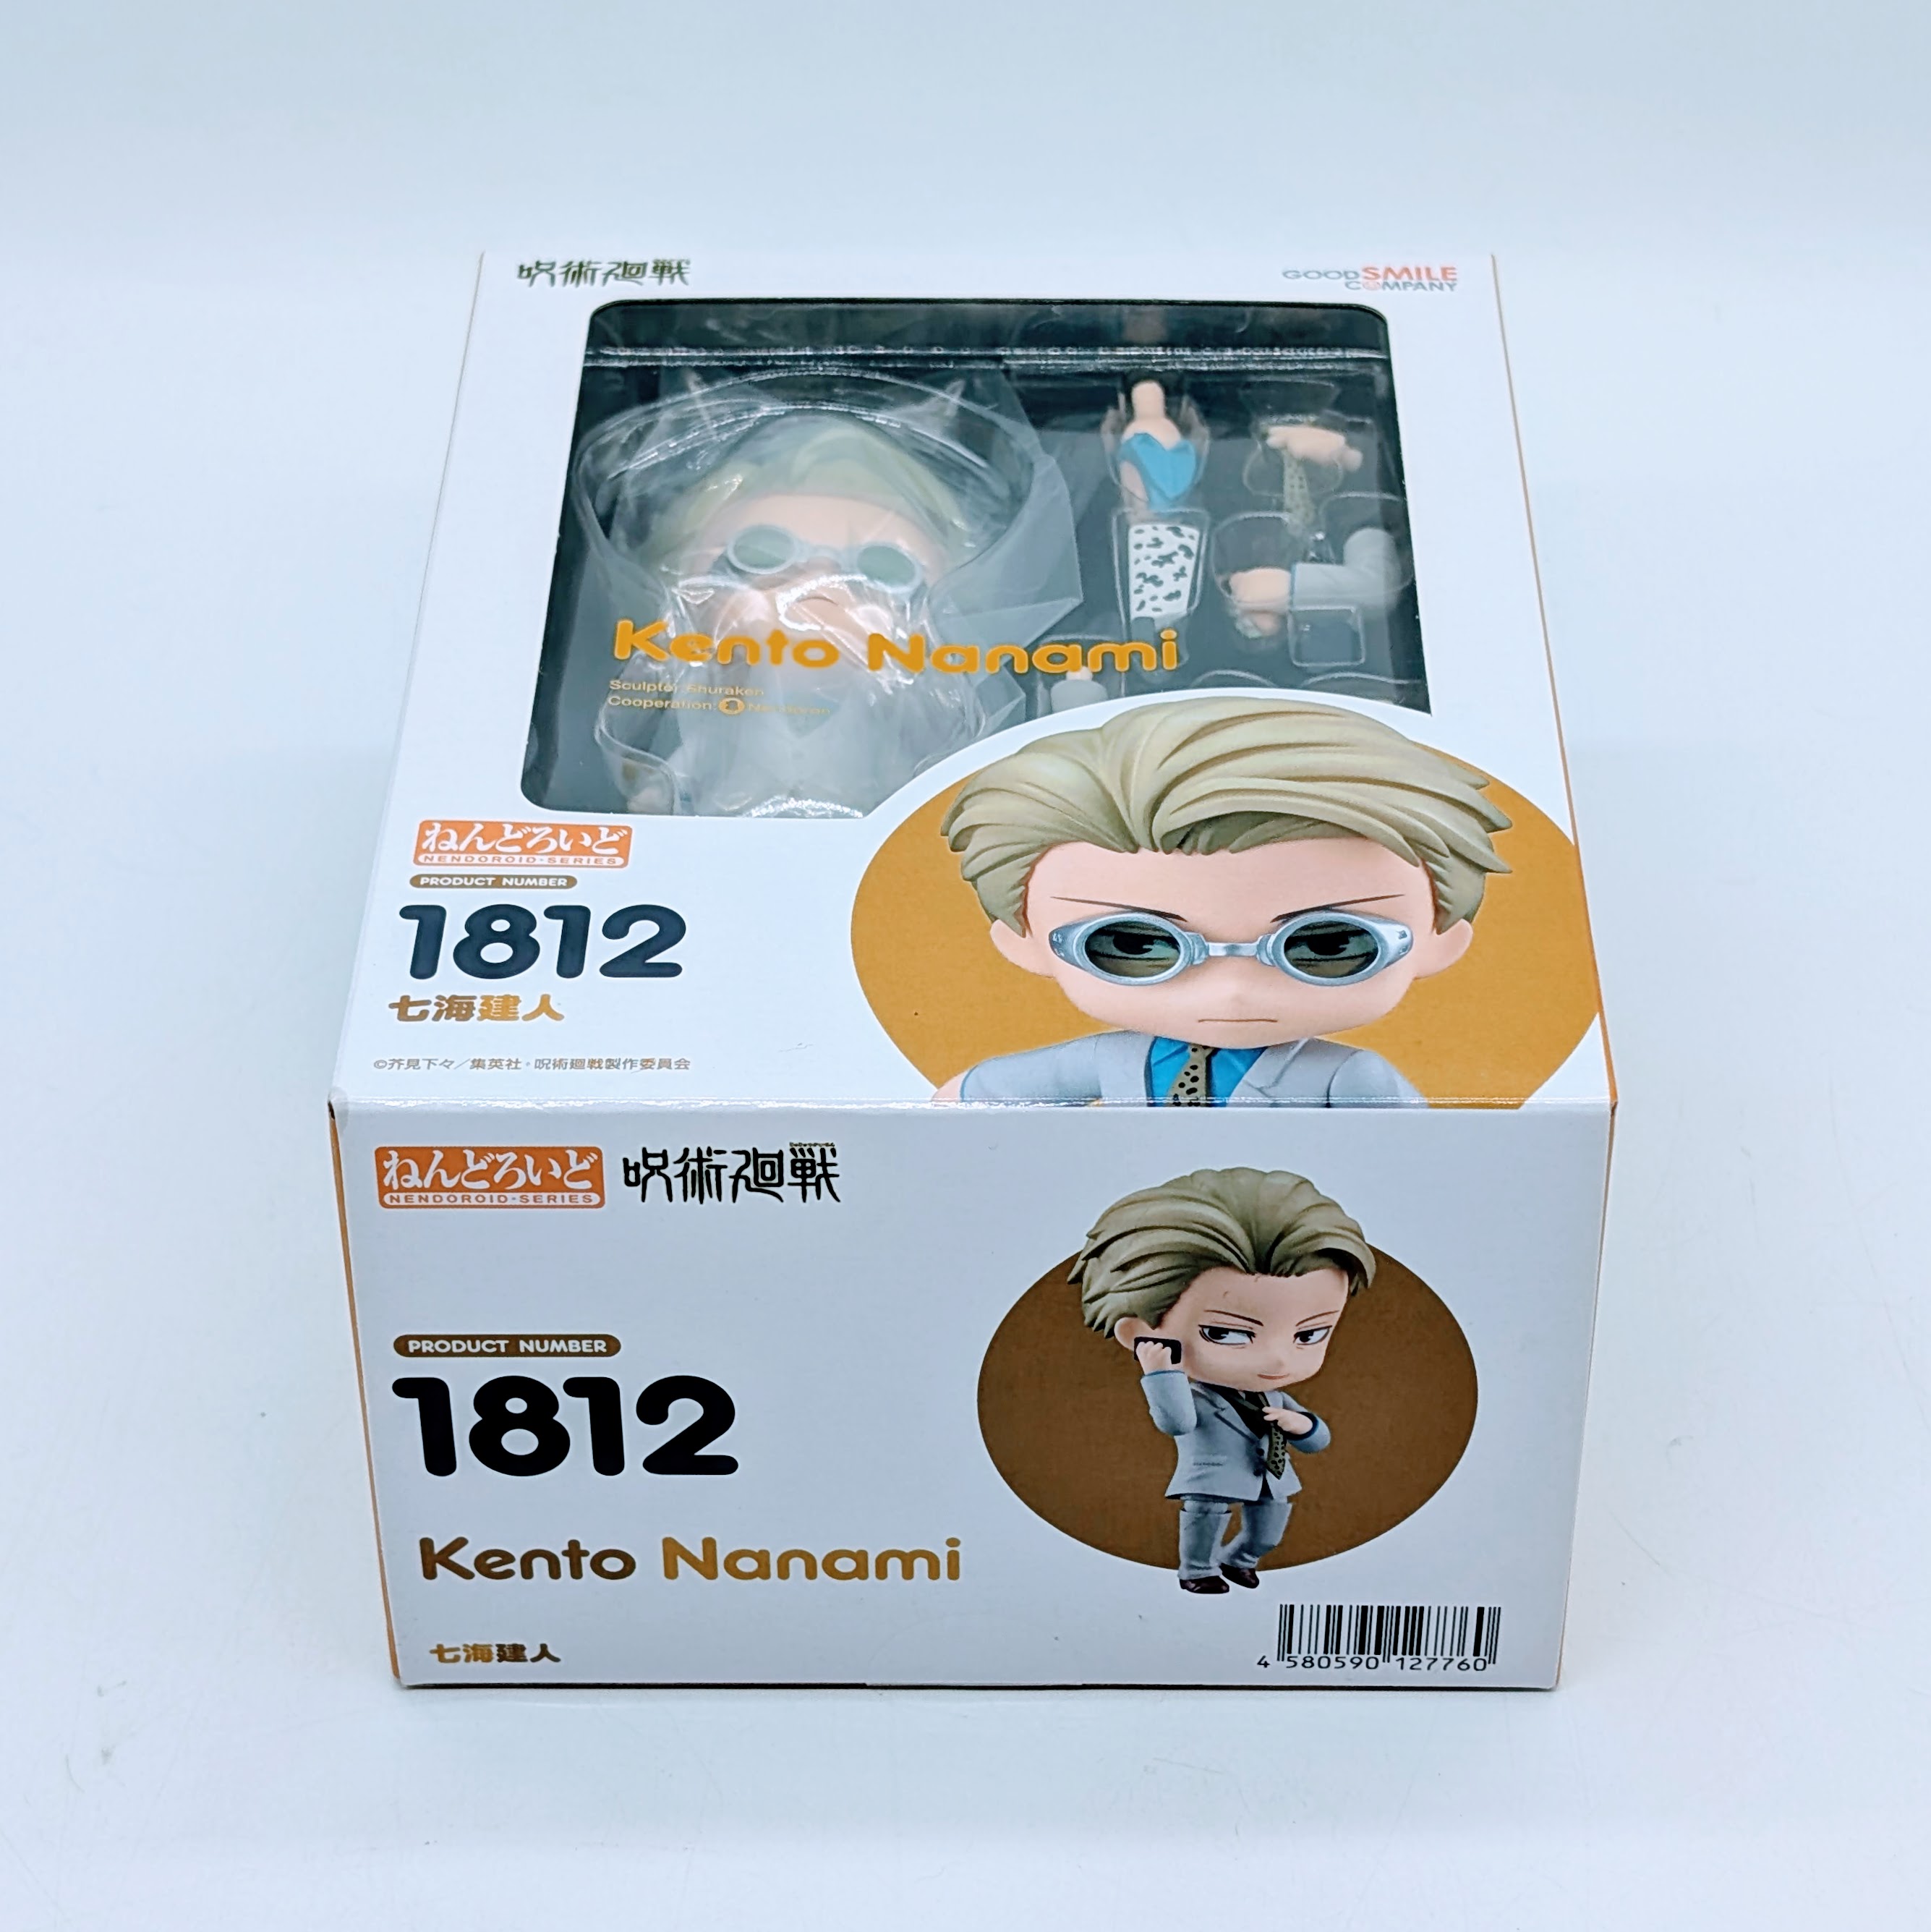 呪術廻戦
GOODSMILE
COMPANY
Kento Nanami
Sculptor: Shuraken
Cooperation: Nendoron
ねんどろいど
NENDOROID·SERIES
PRODUCT NUMBER
1812
七海建人
©芥見下々／集英社・呪術廻戦製作委員会
ねんどろいど
NENDOROID·SERIES
呪術廻戦
PRODUCT NUMBER
1812
Kento Nanami
七海建人
4 580590 127760